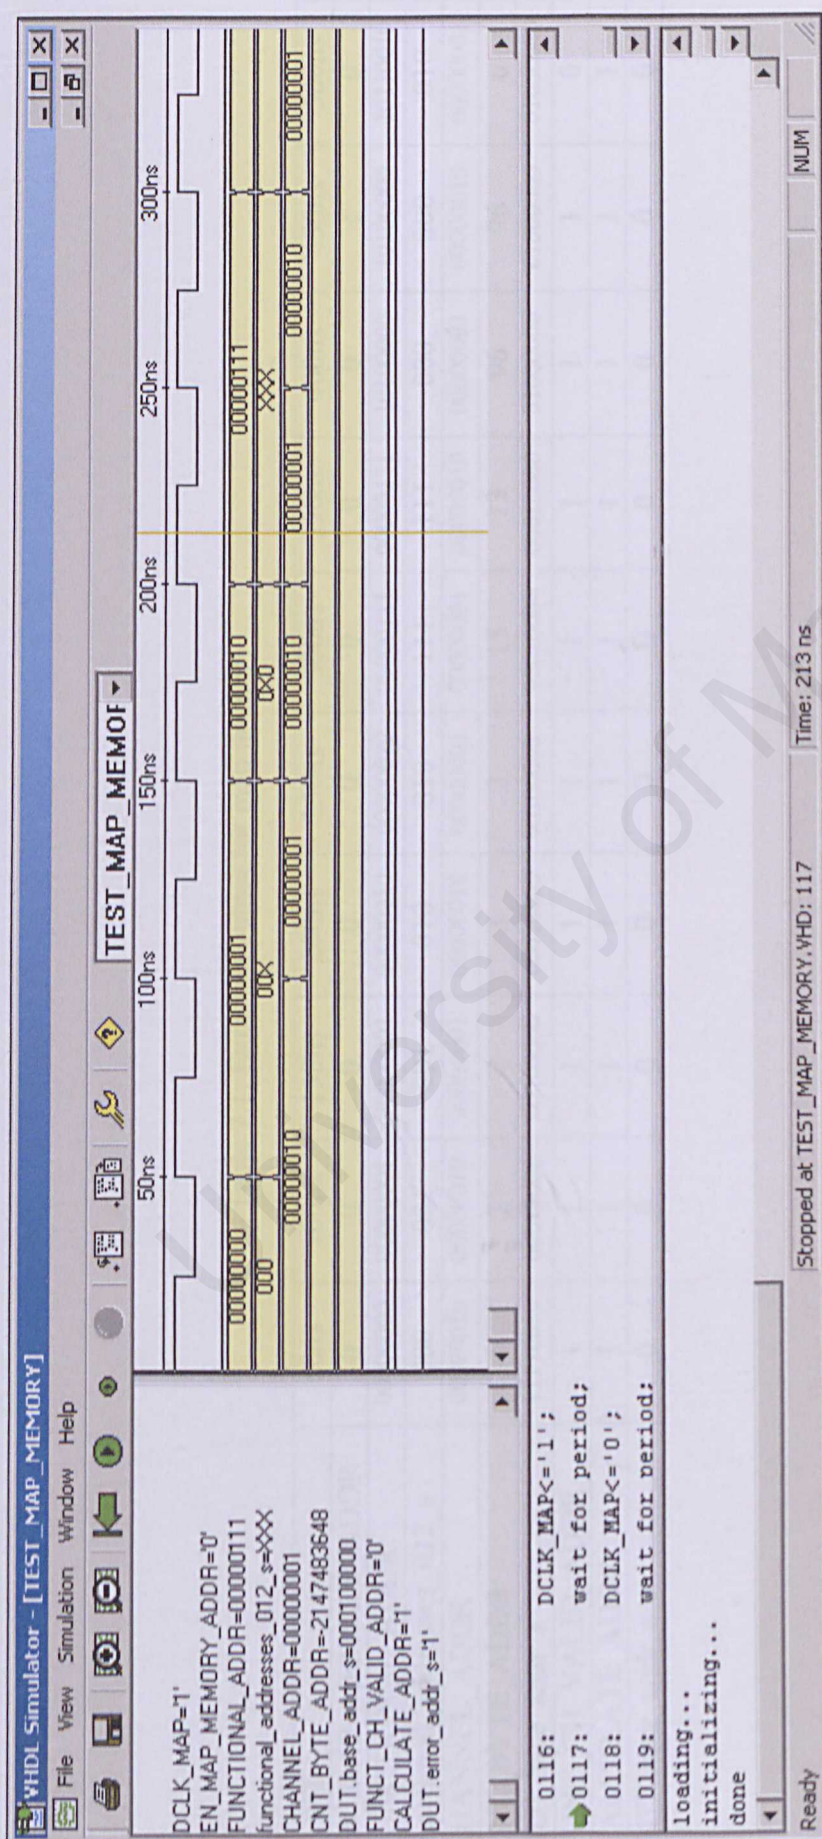 VHDL Simulator - [TEST_MAP_MEMORY]
File View Simulation Window Help
TEST_MAP_MEMOF
50ns 100ns 150ns 200ns 250ns 300ns
DCLK_MAP='1'
EN_MAP_MEMORY_ADDR='0'
FUNCTIONAL_ADDR=00000111 00000000 00000001 00000010 00000111
functional_addresses_012_s=XXX 000 00X 0X0 XXX
CHANNEL_ADDR=00000001 00000010 00000001 00000010 00000001 00000010 00000001
CNT_BYTE_ADDR=-2147483648
DUT.base_addr_s=000100000
FUNCT_CH_VALID_ADDR='0'
CALCULATE_ADDR='1'
DUT.error_addr_s='1'
0116: DCLK_MAP<='1';
0117: wait for period;
0118: DCLK_MAP<='0';
0119: wait for period;
loading...
initializing...
done
Ready Stopped at TEST_MAP_MEMORY.VHD: 117 Time: 213 ns NUM
University of M